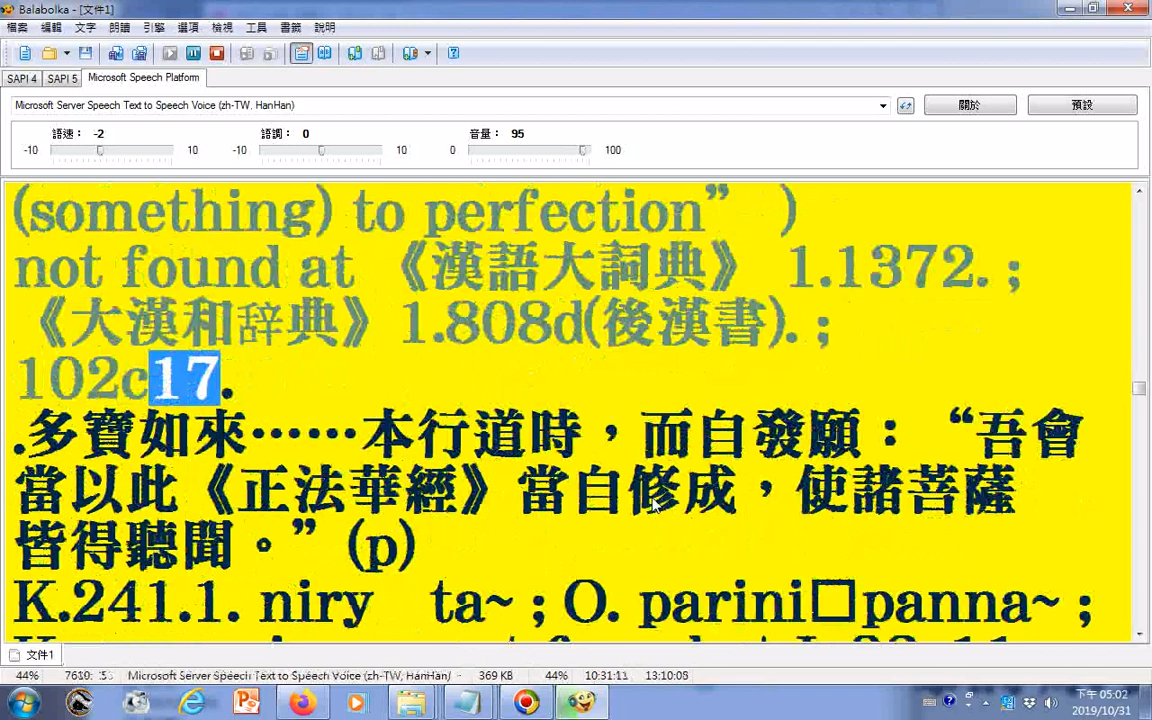 Balabolka - [文件1]
檔案 編輯 文字 朗讀 引擎 選項 檢視 工具 書籤 說明
SAPI 4 SAPI 5 Microsoft Speech Platform
Microsoft Server Speech Text to Speech Voice (zh-TW, HanHan) 關於 預設
語速： -2 語調： 0 音量： 95
-10 10 -10 10 0 100
(something) to perfection” )
not found at 《漢語大詞典》 1.1372. ;
《大漢和辞典》 1.808d(後漢書). ;
102c17.
.多寶如來……本行道時，而自發願：“吾會
當以此《正法華經》當自修成，使諸菩薩
皆得聽聞。” (p)
K.241.1. niry ta~ ; O. parini□panna~ ;
文件1
44% Microsoft Server Speech Text to Speech Voice (zh-TW, HanHan) - 369 KB 44% 10:31:11 13:10:08
下午 05:02
2019/10/31